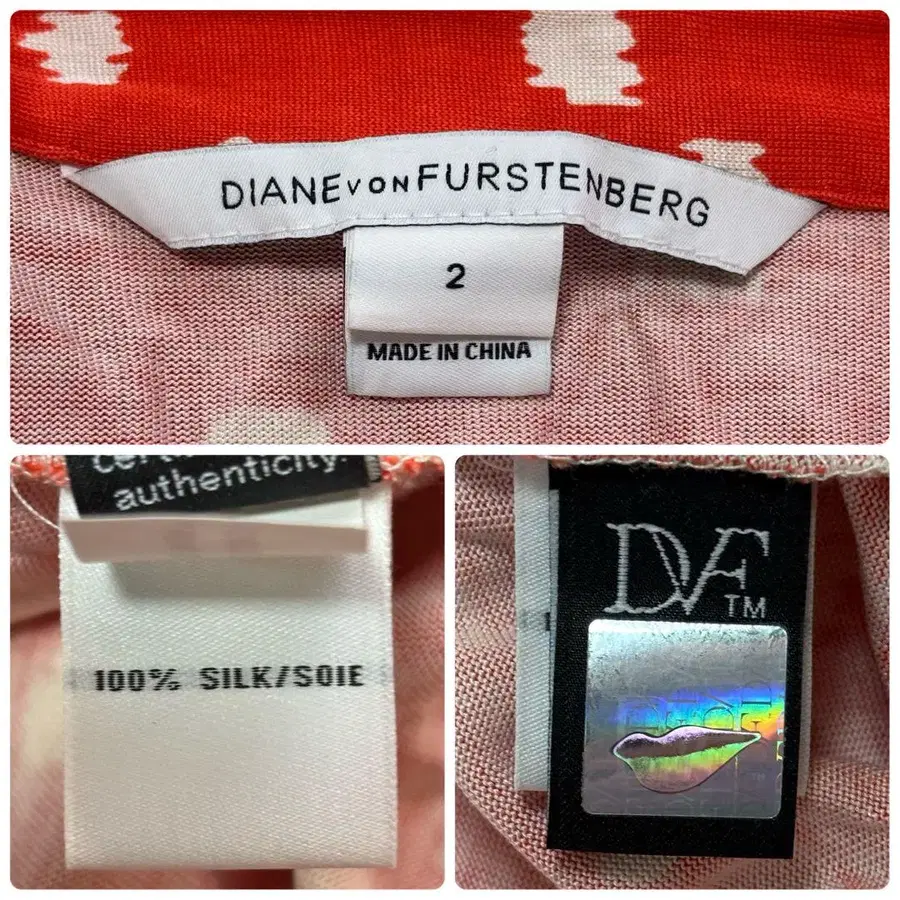 DIANE VON FURSTENBERG
2
MADE IN CHINA
authenticity.
100% SILK/SOIE
DVF
TM